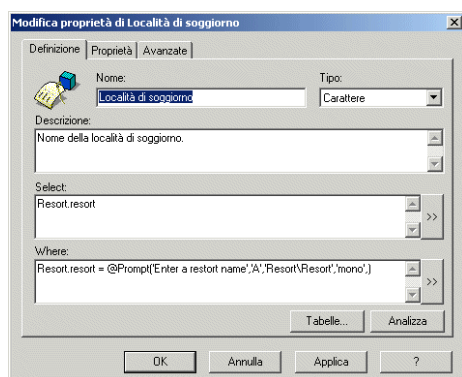 Modifica proprietà di Località di soggiorno
Definizione Proprietà Avanzate
Nome: Tipo:
Località di soggiorno Carattere
Descrizione:
Nome della località di soggiorno.
Select:
Resort.resort
>>
Where:
Resort.resort = @Prompt('Enter a restort name','A','Resort\Resort','mono',)
>>
Tabelle... Analizza
OK Annulla Applica ?